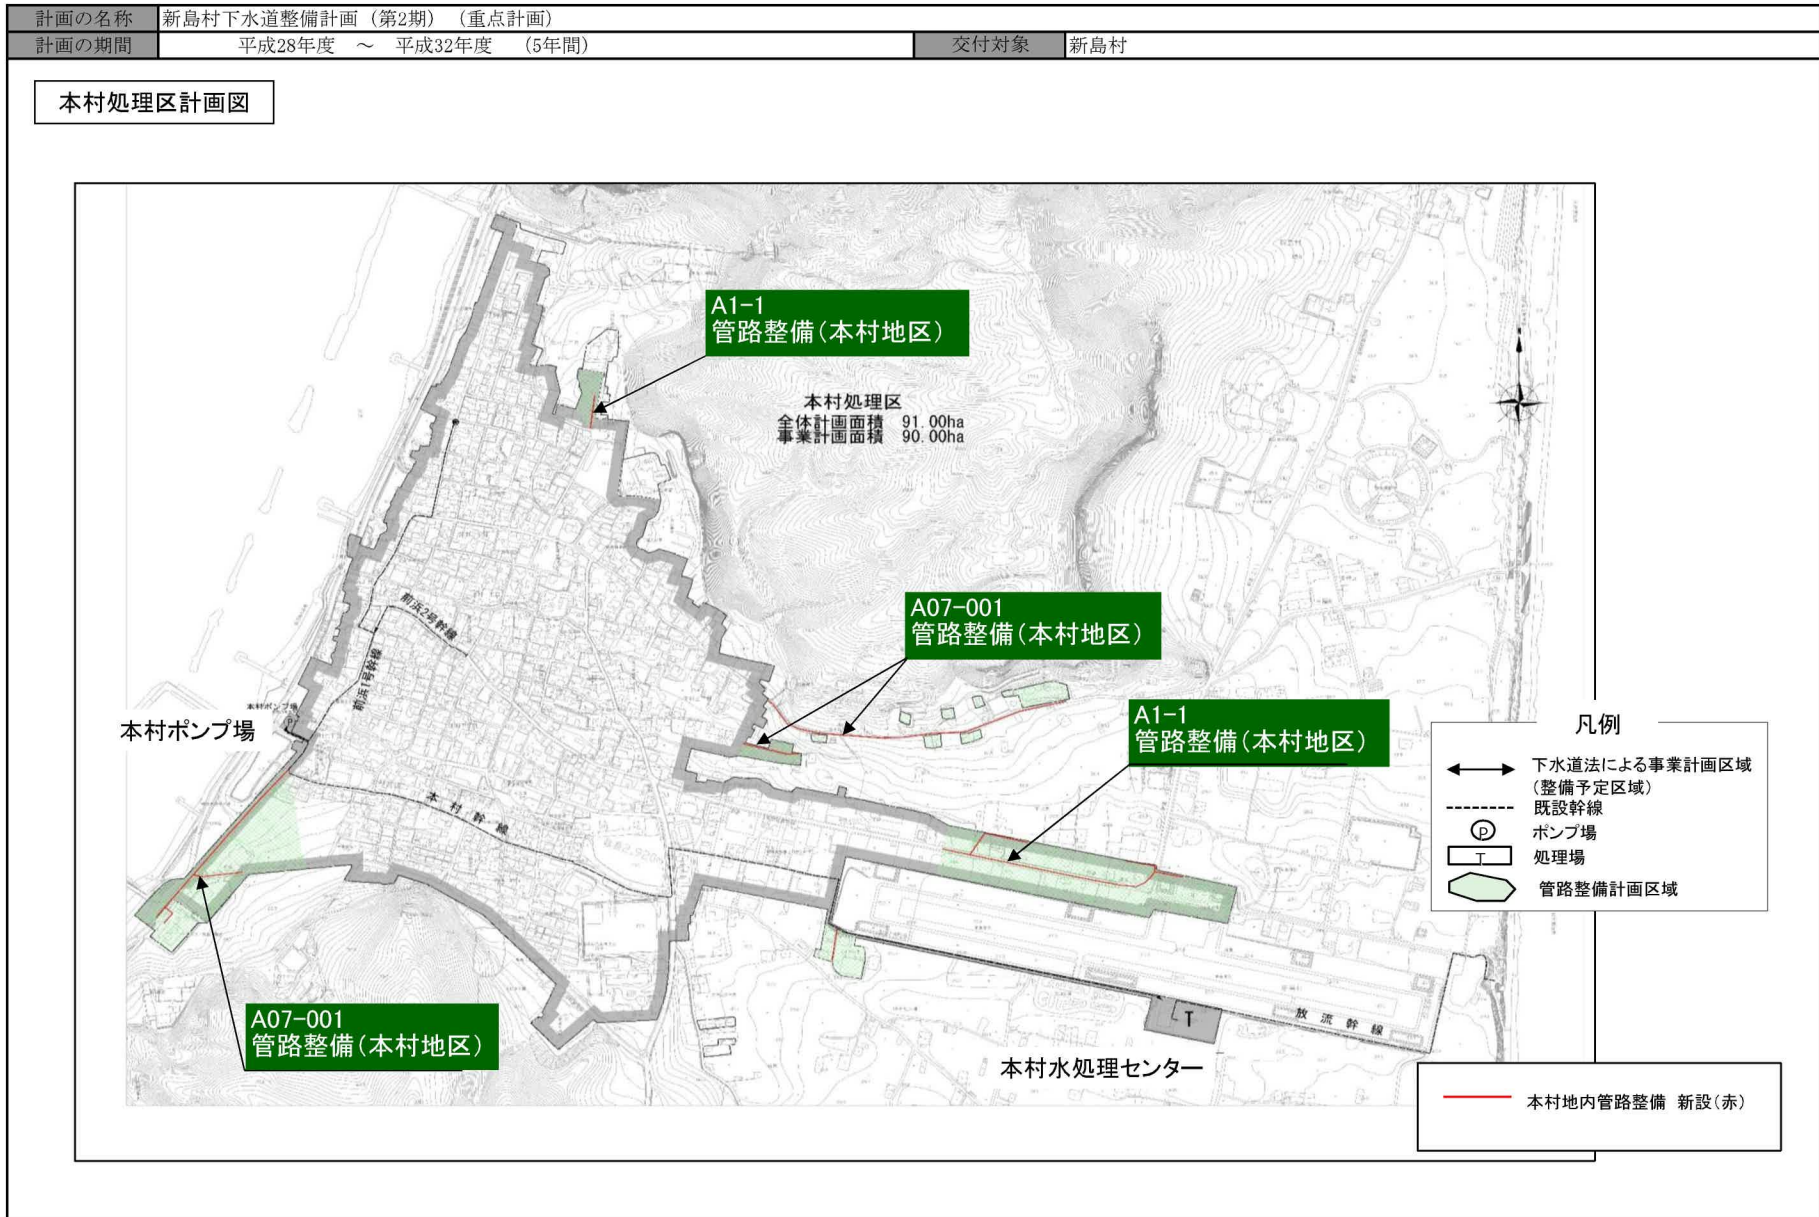 計画の名称 新島村下水道整備計画（第2期）（重点計画）
計画の期間 平成28年度 ～ 平成32年度 （5年間） 交付対象 新島村
本村処理区計画図
A1-1
管路整備（本村地区）
本村処理区
全体計画面積 91.00ha
事業計画面積 90.00ha
前浜2号幹線
A07-001
管路整備（本村地区）
前浜1号幹線
本村ポンプ場
P
本村ポンプ場
A1-1
管路整備（本村地区）
本村幹線
凡例
下水道法による事業計画区域
（整備予定区域）
既設幹線
P ポンプ場
T 処理場
管路整備計画区域
A07-001
管路整備（本村地区）
T
放流幹線
本村水処理センター
本村地内管路整備 新設（赤）